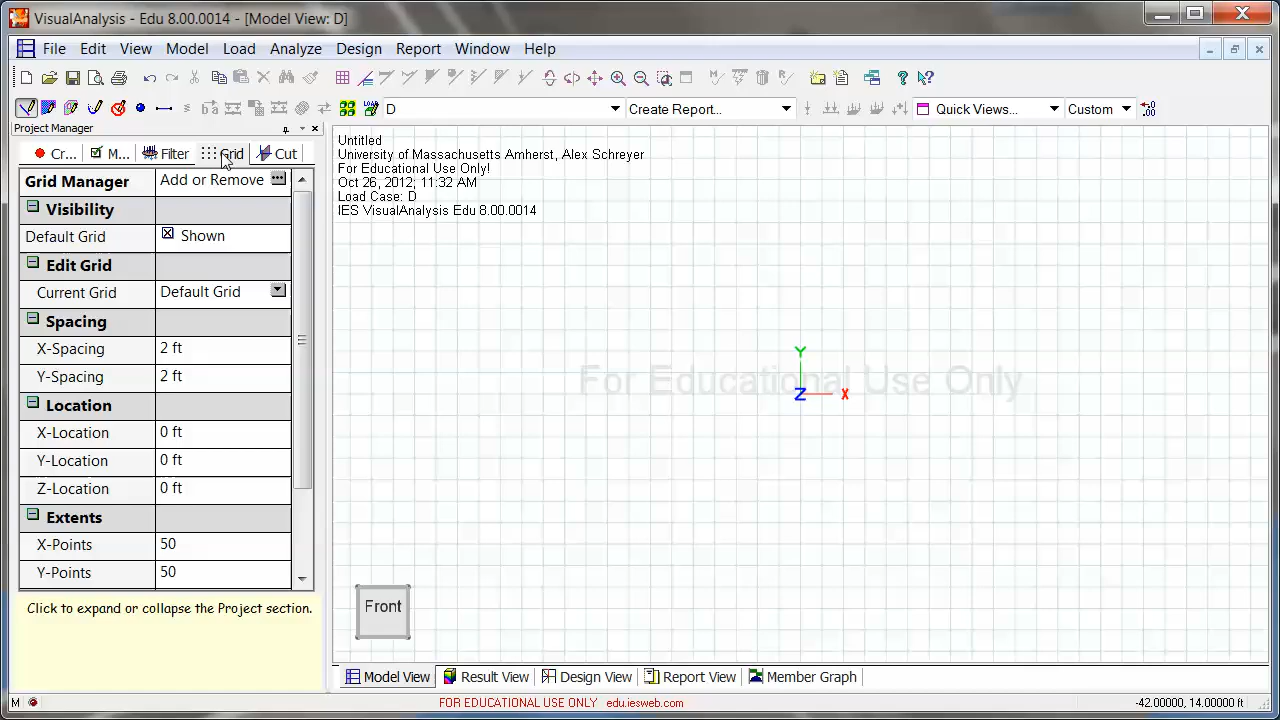 VisualAnalysis - Edu 8.00.0014 - [Model View: D]
File Edit View Model Load Analyze Design Report Window Help
D Create Report... Quick Views... Custom
Project Manager
Cr... M... Filter Grid Cut
Grid Manager Add or Remove
Visibility
Default Grid Shown
Edit Grid
Current Grid Default Grid
Spacing
X-Spacing 2 ft
Y-Spacing 2 ft
Location
X-Location 0 ft
Y-Location 0 ft
Z-Location 0 ft
Extents
X-Points 50
Y-Points 50
Click to expand or collapse the Project section.
Untitled
University of Massachusetts Amherst, Alex Schreyer
For Educational Use Only!
Oct 26, 2012; 11:32 AM
Load Case: D
IES VisualAnalysis Edu 8.00.0014
Y
For Educational Use Only
Z X
Front
Model View Result View Design View Report View Member Graph
M FOR EDUCATIONAL USE ONLY edu.iesweb.com -42.00000, 14.00000 ft